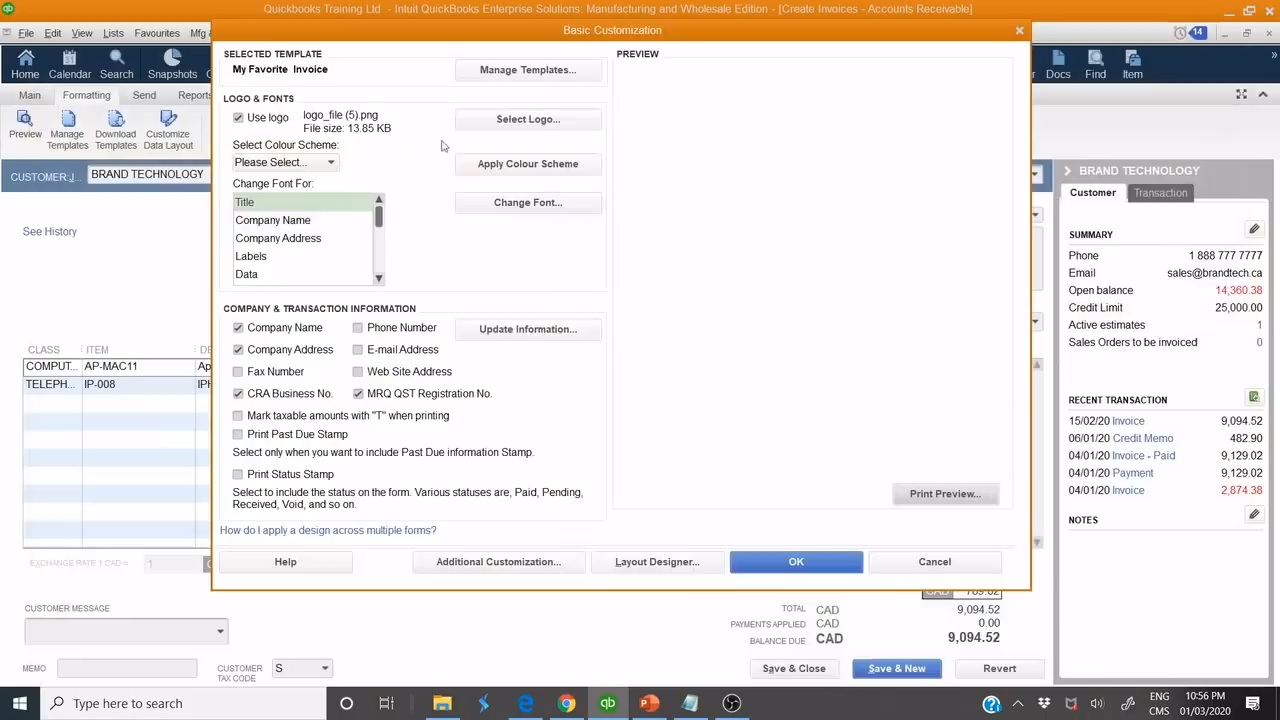 Quickbooks Training Ltd - Intuit QuickBooks Enterprise Solutions: Manufacturing and Wholesale Edition - [Create Invoices - Accounts Receivable]
File Edit View Lists Favourites Mfg &
14
Home Calendar Search Snapshots
Docs Find Item
Main Formatting Send Reports
Preview Manage Templates Download Templates Customize Data Layout
CUSTOMER:J... BRAND TECHNOLOGY
See History
CLASS ITEM
COMPUT... AP-MAC11
TELEPH... IP-008
EXCHANGE RATE
1
CUSTOMER MESSAGE
MEMO
CUSTOMER TAX CODE S
Basic Customization
SELECTED TEMPLATE
My Favorite Invoice
Manage Templates...
LOGO & FONTS
Use logo
logo_file (5).png
File size: 13.85 KB
Select Logo...
Select Colour Scheme:
Please Select...
Apply Colour Scheme
Change Font For:
Title
Company Name
Company Address
Labels
Data
Change Font...
COMPANY & TRANSACTION INFORMATION
Company Name Phone Number
Update Information...
Company Address E-mail Address
Fax Number Web Site Address
CRA Business No. MRQ QST Registration No.
Mark taxable amounts with "T" when printing
Print Past Due Stamp
Select only when you want to include Past Due information Stamp.
Print Status Stamp
Select to include the status on the form. Various statuses are, Paid, Pending,
Received, Void, and so on.
How do I apply a design across multiple forms?
PREVIEW
Print Preview...
Help Additional Customization... Layout Designer... OK Cancel
TOTAL CAD 9,094.52
PAYMENTS APPLIED CAD 0.00
BALANCE DUE CAD 9,094.52
Save & Close Save & New Revert
BRAND TECHNOLOGY
Customer Transaction
SUMMARY
Phone 1 888 777 7777
Email sales@brandtech.ca
Open balance 14,360.38
Credit Limit 25,000.00
Active estimates 1
Sales Orders to be invoiced 0
RECENT TRANSACTION
15/02/20 Invoice 9,094.52
06/01/20 Credit Memo 482.90
04/01/20 Invoice - Paid 9,129.02
04/01/20 Payment 9,129.02
04/01/20 Invoice 2,874.38
NOTES
Type here to search
ENG
CMS
10:56 PM
01/03/2020